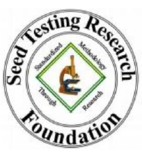 Seed Testing Research
Foundation
Standardized
Methodology
Through
Research